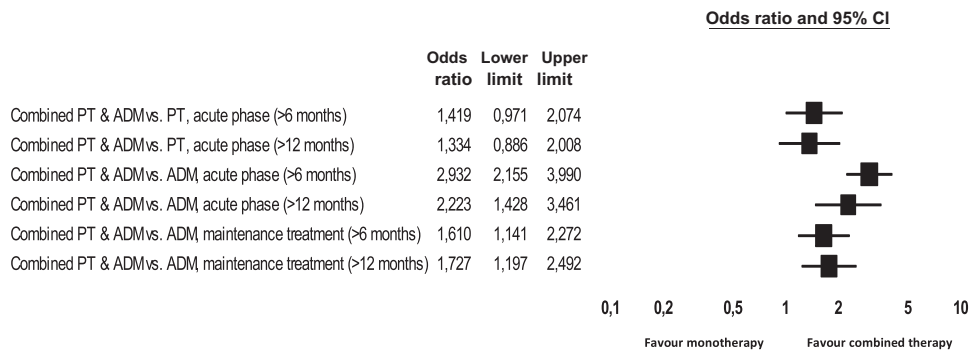 Odds ratio and 95% CI
Odds Lower Upper
ratio limit limit
Combined PT & ADM vs. PT, acute phase (>6 months) 1,419 0,971 2,074
Combined PT & ADM vs. PT, acute phase (>12 months) 1,334 0,886 2,008
Combined PT & ADM vs. ADM, acute phase (>6 months) 2,932 2,155 3,990
Combined PT & ADM vs. ADM, acute phase (>12 months) 2,223 1,428 3,461
Combined PT & ADM vs. ADM, maintenance treatment (>6 months) 1,610 1,141 2,272
Combined PT & ADM vs. ADM, maintenance treatment (>12 months) 1,727 1,197 2,492
0,1 0,2 0,5 1 2 5 10
Favour monotherapy Favour combined therapy